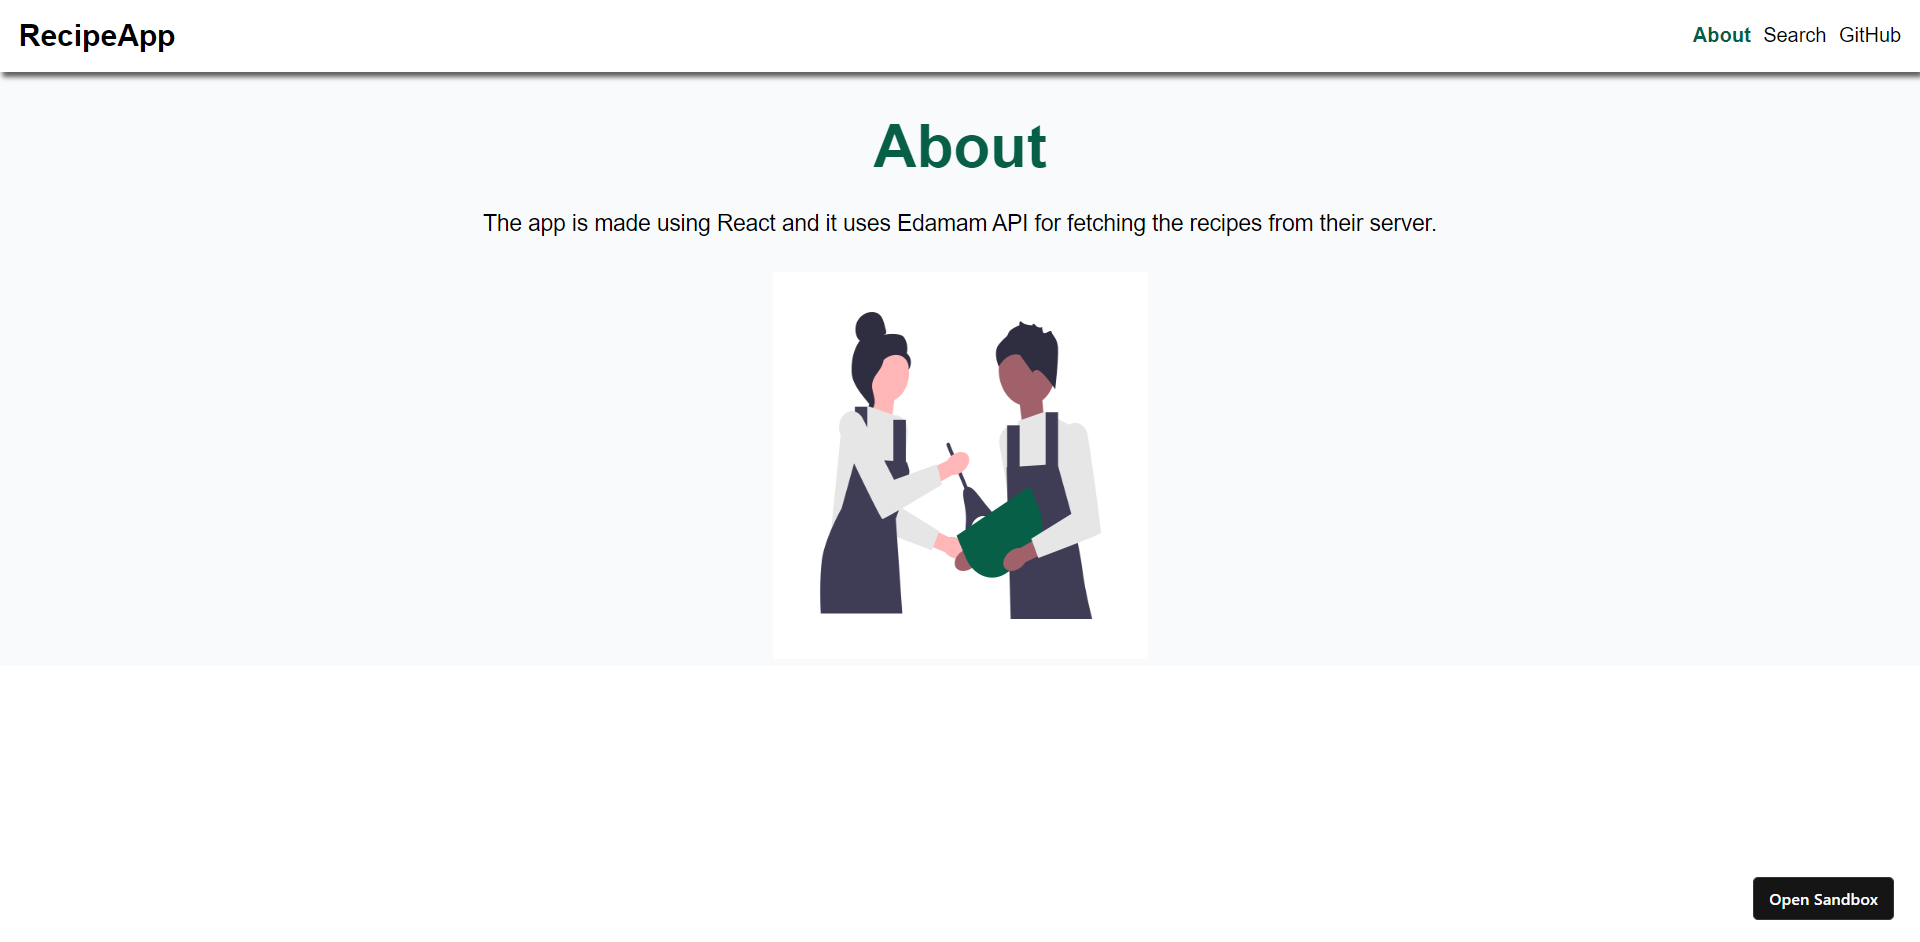 RecipeApp
About Search GitHub
About
The app is made using React and it uses Edamam API for fetching the recipes from their server.
Open Sandbox